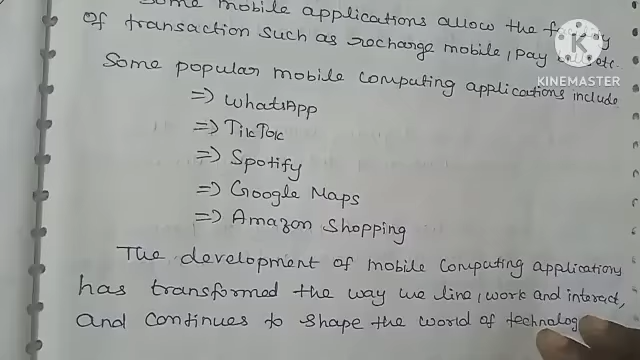 Some mobile applications allow the
of transaction such as recharge mobile, pay etc.
Some popular mobile computing applications include
=> WhatsApp
=> TikTok
=> Spotify
=> Google Maps
=> Amazon Shopping
The development of mobile computing applications
has transformed the way we live, work and interact,
and continues to shape the world of technolog
K
KINEMASTER